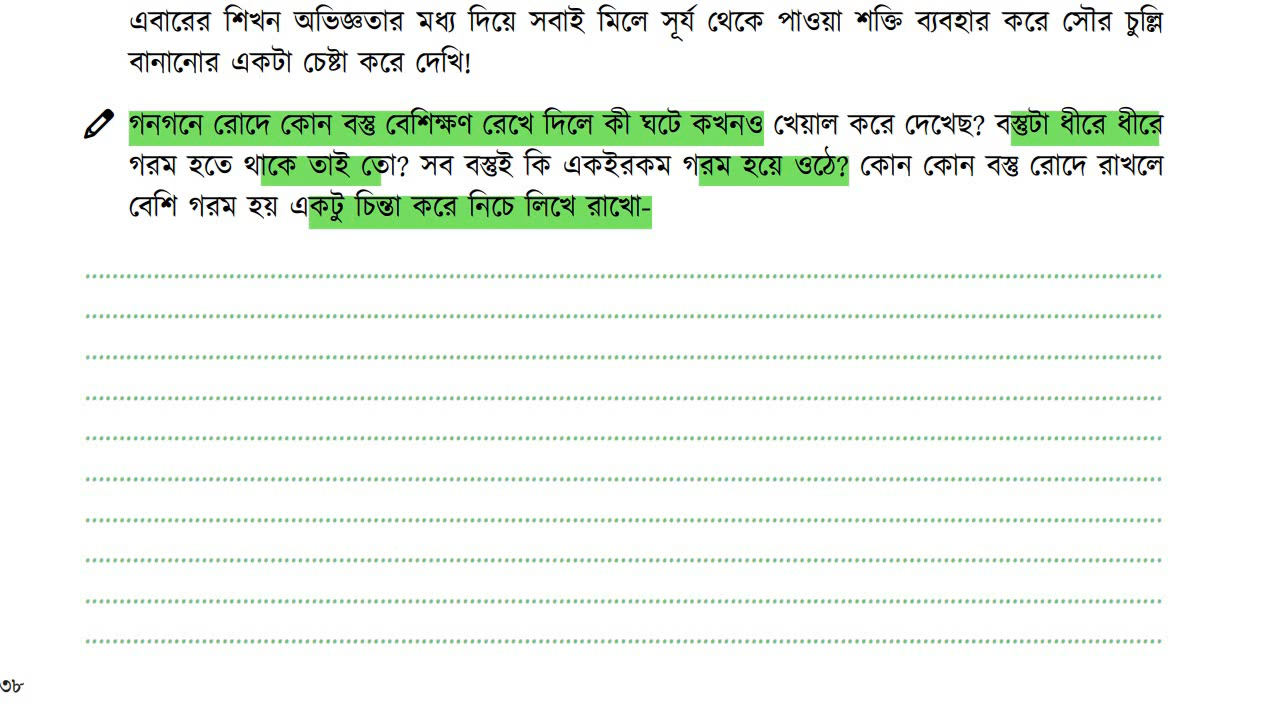 এবারের শিখন অভিজ্ঞতার মধ্য দিয়ে সবাই মিলে সূর্য থেকে পাওয়া শক্তি ব্যবহার করে সৌর চুল্লি
বানানোর একটা চেষ্টা করে দেখি!
গনগনে রোদে কোন বস্তু বেশিক্ষণ রেখে দিলে কী ঘটে কখনও খেয়াল করে দেখেছ? বস্তুটা ধীরে ধীরে
গরম হতে থাকে তাই তো? সব বস্তুই কি একইরকম গরম হয়ে ওঠে? কোন কোন বস্তু রোদে রাখলে
বেশি গরম হয় একটু চিন্তা করে নিচে লিখে রাখো-
৩৮